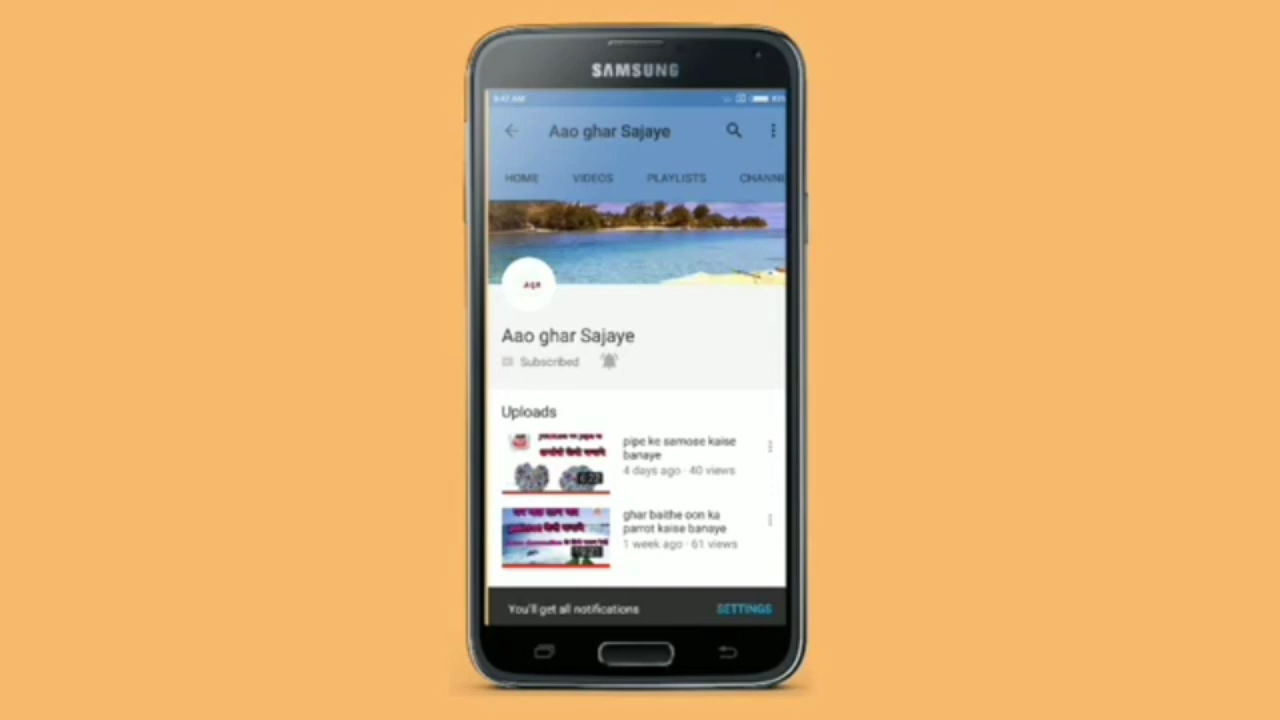 SAMSUNG
Aao ghar Sajaye
HOME VIDEOS PLAYLISTS CHANNE
Aao ghar Sajaye
Subscribed
Uploads
pipe ke samose kaise
banaye
4 days ago · 40 views
ghar baithe oon ka
parrot kaise banaye
1 week ago · 61 views
You'll get all notifications SETTINGS